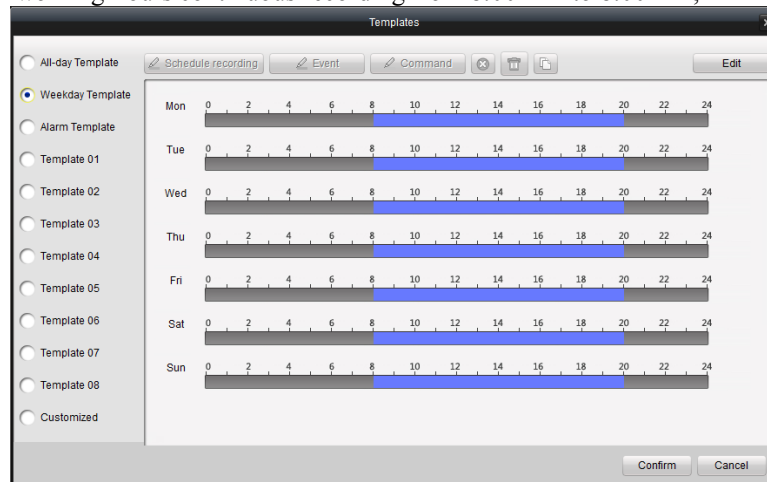 Templates
All-day Template
Schedule recording Event Command Edit
Weekday Template
Alarm Template
Template 01
Template 02
Template 03
Template 04
Template 05
Template 06
Template 07
Template 08
Customized
Mon 0 2 4 6 8 10 12 14 16 18 20 22 24
Tue 0 2 4 6 8 10 12 14 16 18 20 22 24
Wed 0 2 4 6 8 10 12 14 16 18 20 22 24
Thu 0 2 4 6 8 10 12 14 16 18 20 22 24
Fri 0 2 4 6 8 10 12 14 16 18 20 22 24
Sat 0 2 4 6 8 10 12 14 16 18 20 22 24
Sun 0 2 4 6 8 10 12 14 16 18 20 22 24
Confirm Cancel